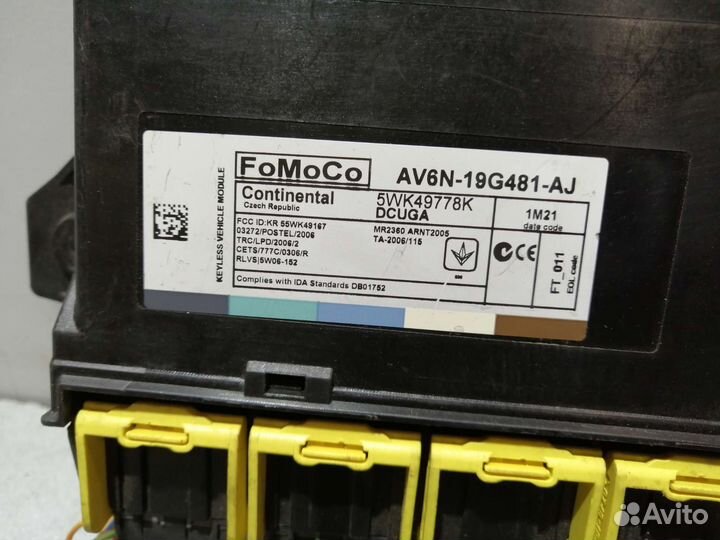 KEYLESS VEHICLE MODULE
FoMoCo
AV6N-19G481-AJ
Continental
Czech Republic
5WK49778K
DCUGA
1M21
date code
FCC ID:KR 55WK49167
03272/POSTEL/2006
TRC/LPD/2006/2
CETS/777C/0306/R
RLVS|5W06-152
MR2360 ARNT2005
TA-2006/115
CE
FT_011
EOL code
Complies with IDA Standards DB01752
Avito